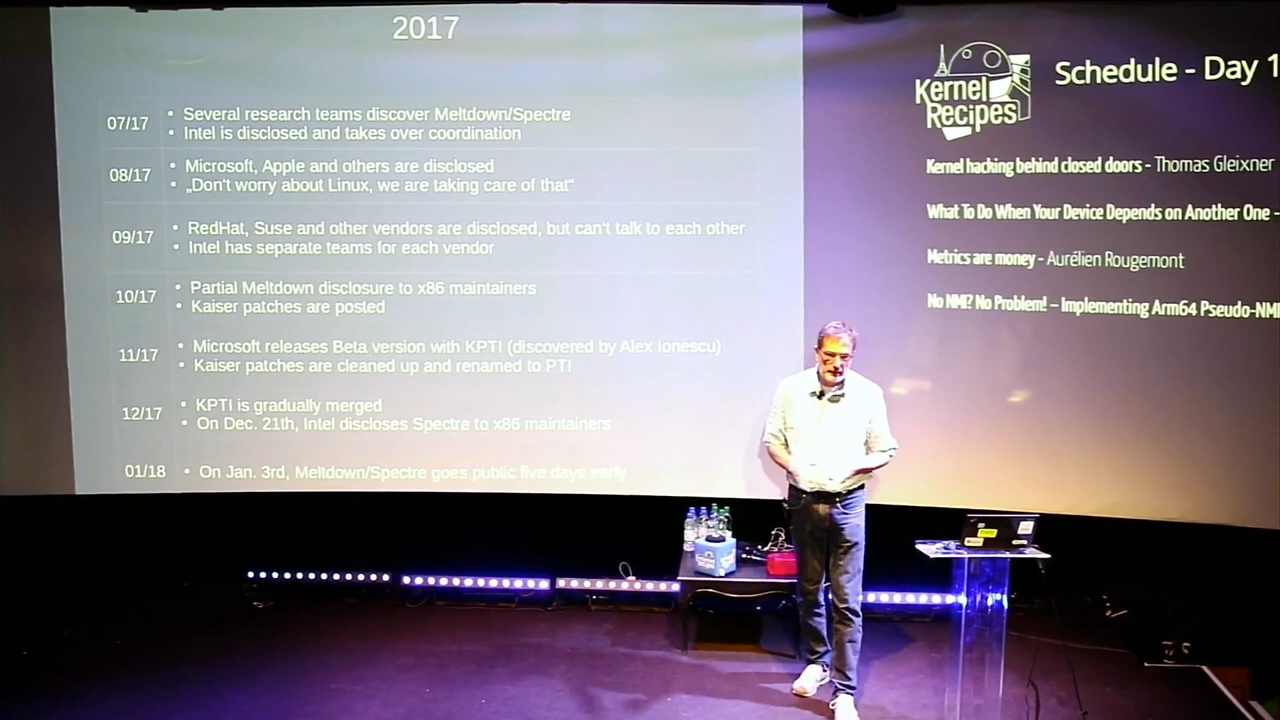 2017
07/17
• Several research teams discover Meltdown/Spectre
• Intel is disclosed and takes over coordination
08/17
• Microsoft, Apple and others are disclosed
• „Don't worry about Linux, we are taking care of that"
09/17
• RedHat, Suse and other vendors are disclosed, but can't talk to each other
• Intel has separate teams for each vendor
10/17
• Partial Meltdown disclosure to x86 maintainers
• Kaiser patches are posted
11/17
• Microsoft releases Beta version with KPTI (discovered by Alex Ionescu)
• Kaiser patches are cleaned up and renamed to PTI
12/17
• KPTI is gradually merged
• On Dec. 21th, Intel discloses Spectre to x86 maintainers
01/18
• On Jan. 3rd, Meltdown/Spectre goes public five days early
Kernel
Recipes
Schedule - Day 1
Kernel hacking behind closed doors - Thomas Gleixner
What To Do When Your Device Depends on Another One -
Metrics are money - Aurélien Rougemont
No NMI? No Problem! – Implementing Arm64 Pseudo-NMI